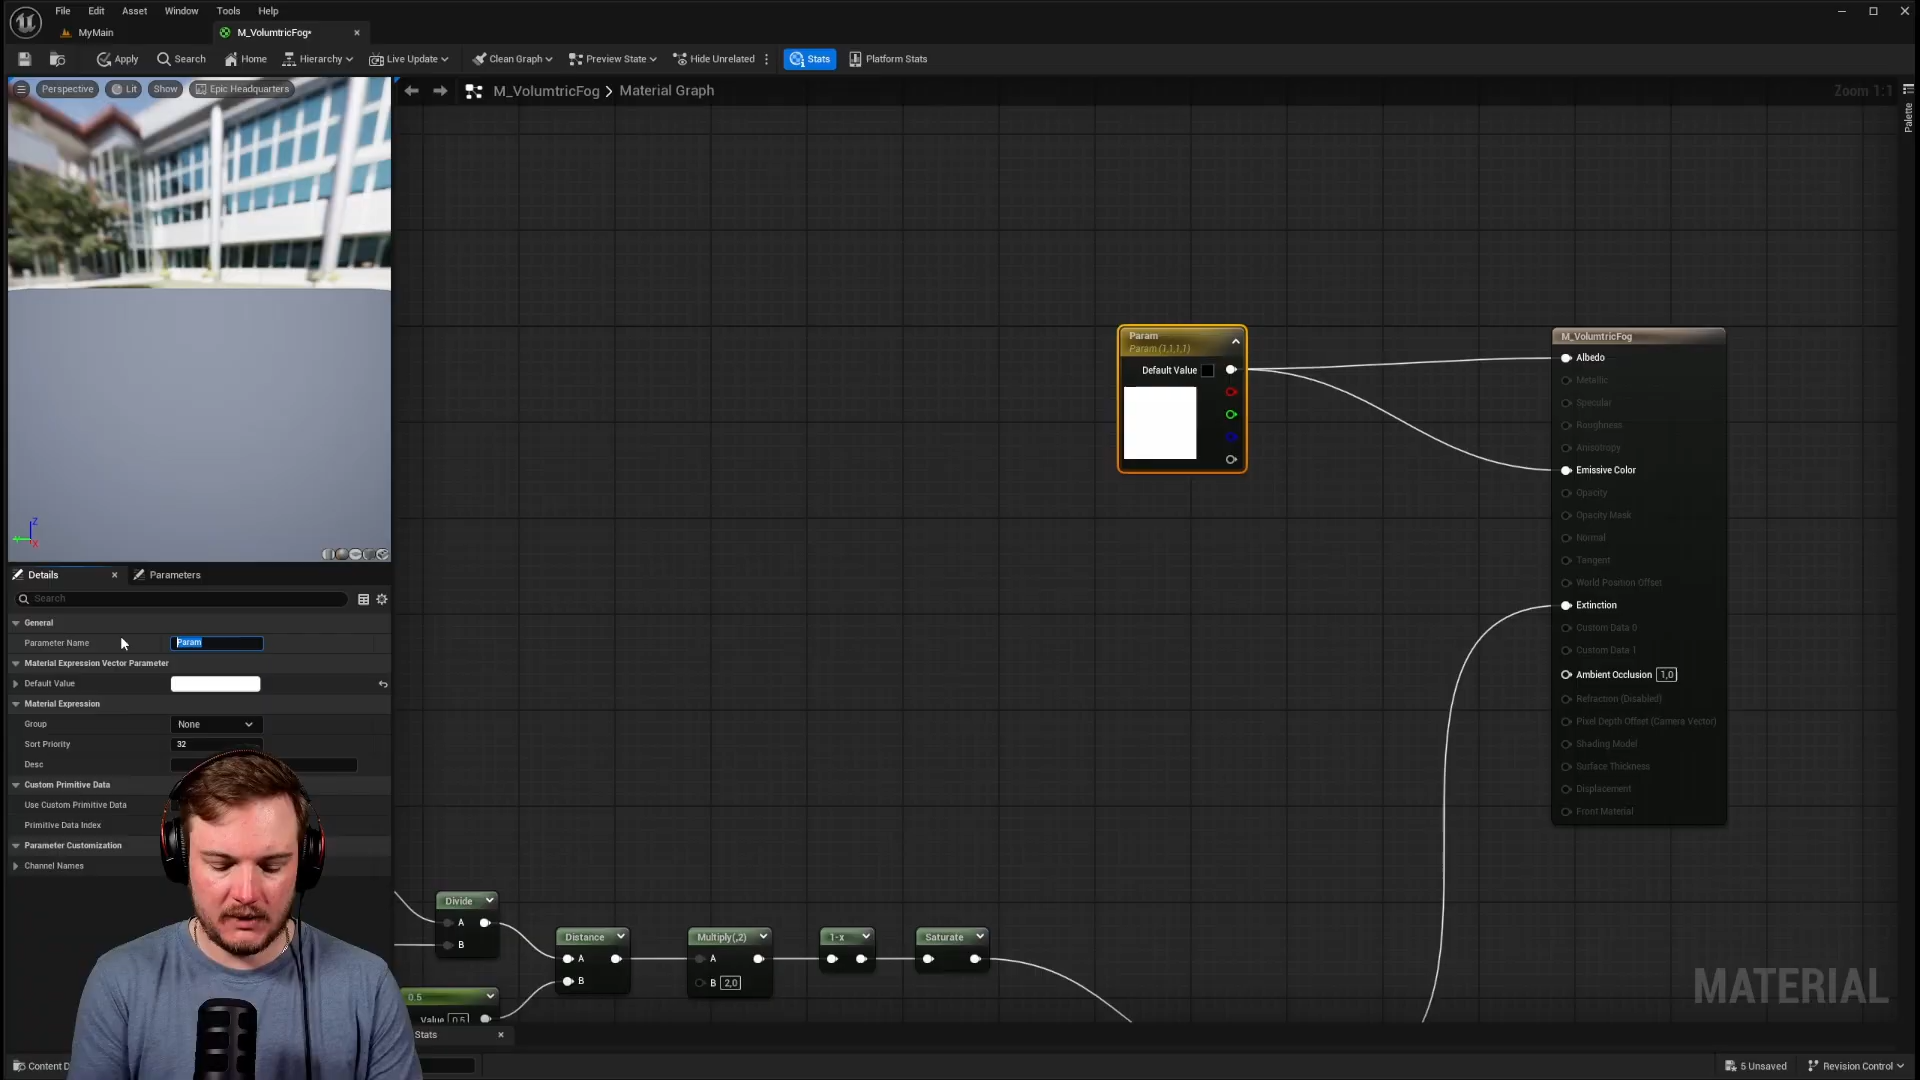 File Edit Asset Window Tools Help
MyMain
M_VolumtricFog*
Apply Search Home Hierarchy Live Update Clean Graph Preview State Hide Unrelated Stats Platform Stats
Perspective Lit Show Epic Headquarters
M_VolumtricFog > Material Graph
Zoom 1:1
Palette
Param
Param (1,1,1,1)
Default Value
M_VolumtricFog
Albedo
Metallic
Specular
Roughness
Anisotropy
Emissive Color
Opacity
Opacity Mask
Normal
Tangent
World Position Offset
Extinction
Custom Data 0
Custom Data 1
Ambient Occlusion 1,0
Refraction (Disabled)
Pixel Depth Offset (Camera Vector)
Shading Model
Surface Thickness
Displacement
Front Material
Z
X
Details
Parameters
Search
General
Parameter Name Param
Material Expression Vector Parameter
Default Value
Material Expression
Group None
Sort Priority 32
Desc
Custom Primitive Data
Use Custom Primitive Data
Primitive Data Index
Parameter Customization
Channel Names
Divide
A
B
Distance
A
B
Multiply(,2)
A
B 2,0
1-x
Saturate
0.5
Value 0.5
MATERIAL
Stats
Content D
5 Unsaved Revision Control